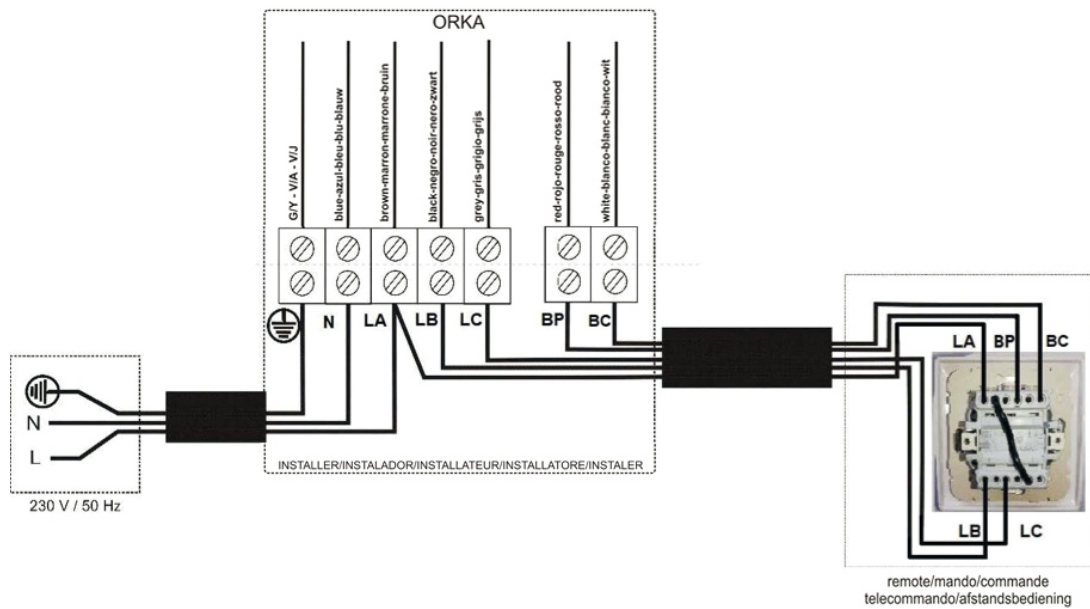 ORKA
G/Y - V/A - V/J
blue-azul-bleu-blu-blauw
brown-marron-marrone-bruin
black-negro-noir-nero-zwart
grey-gris-grigio-grijs
red-rojo-rouge-rosso-rood
white-blanco-blanc-bianco-wit
N
LA
LB
LC
BP
BC
LA
BP
BC
N
L
LB
LC
INSTALLER/INSTALADOR/INSTALLATEUR/INSTALLATORE/INSTALER
230 V / 50 Hz
remote/mando/commande
telecommando/afstandsbediening